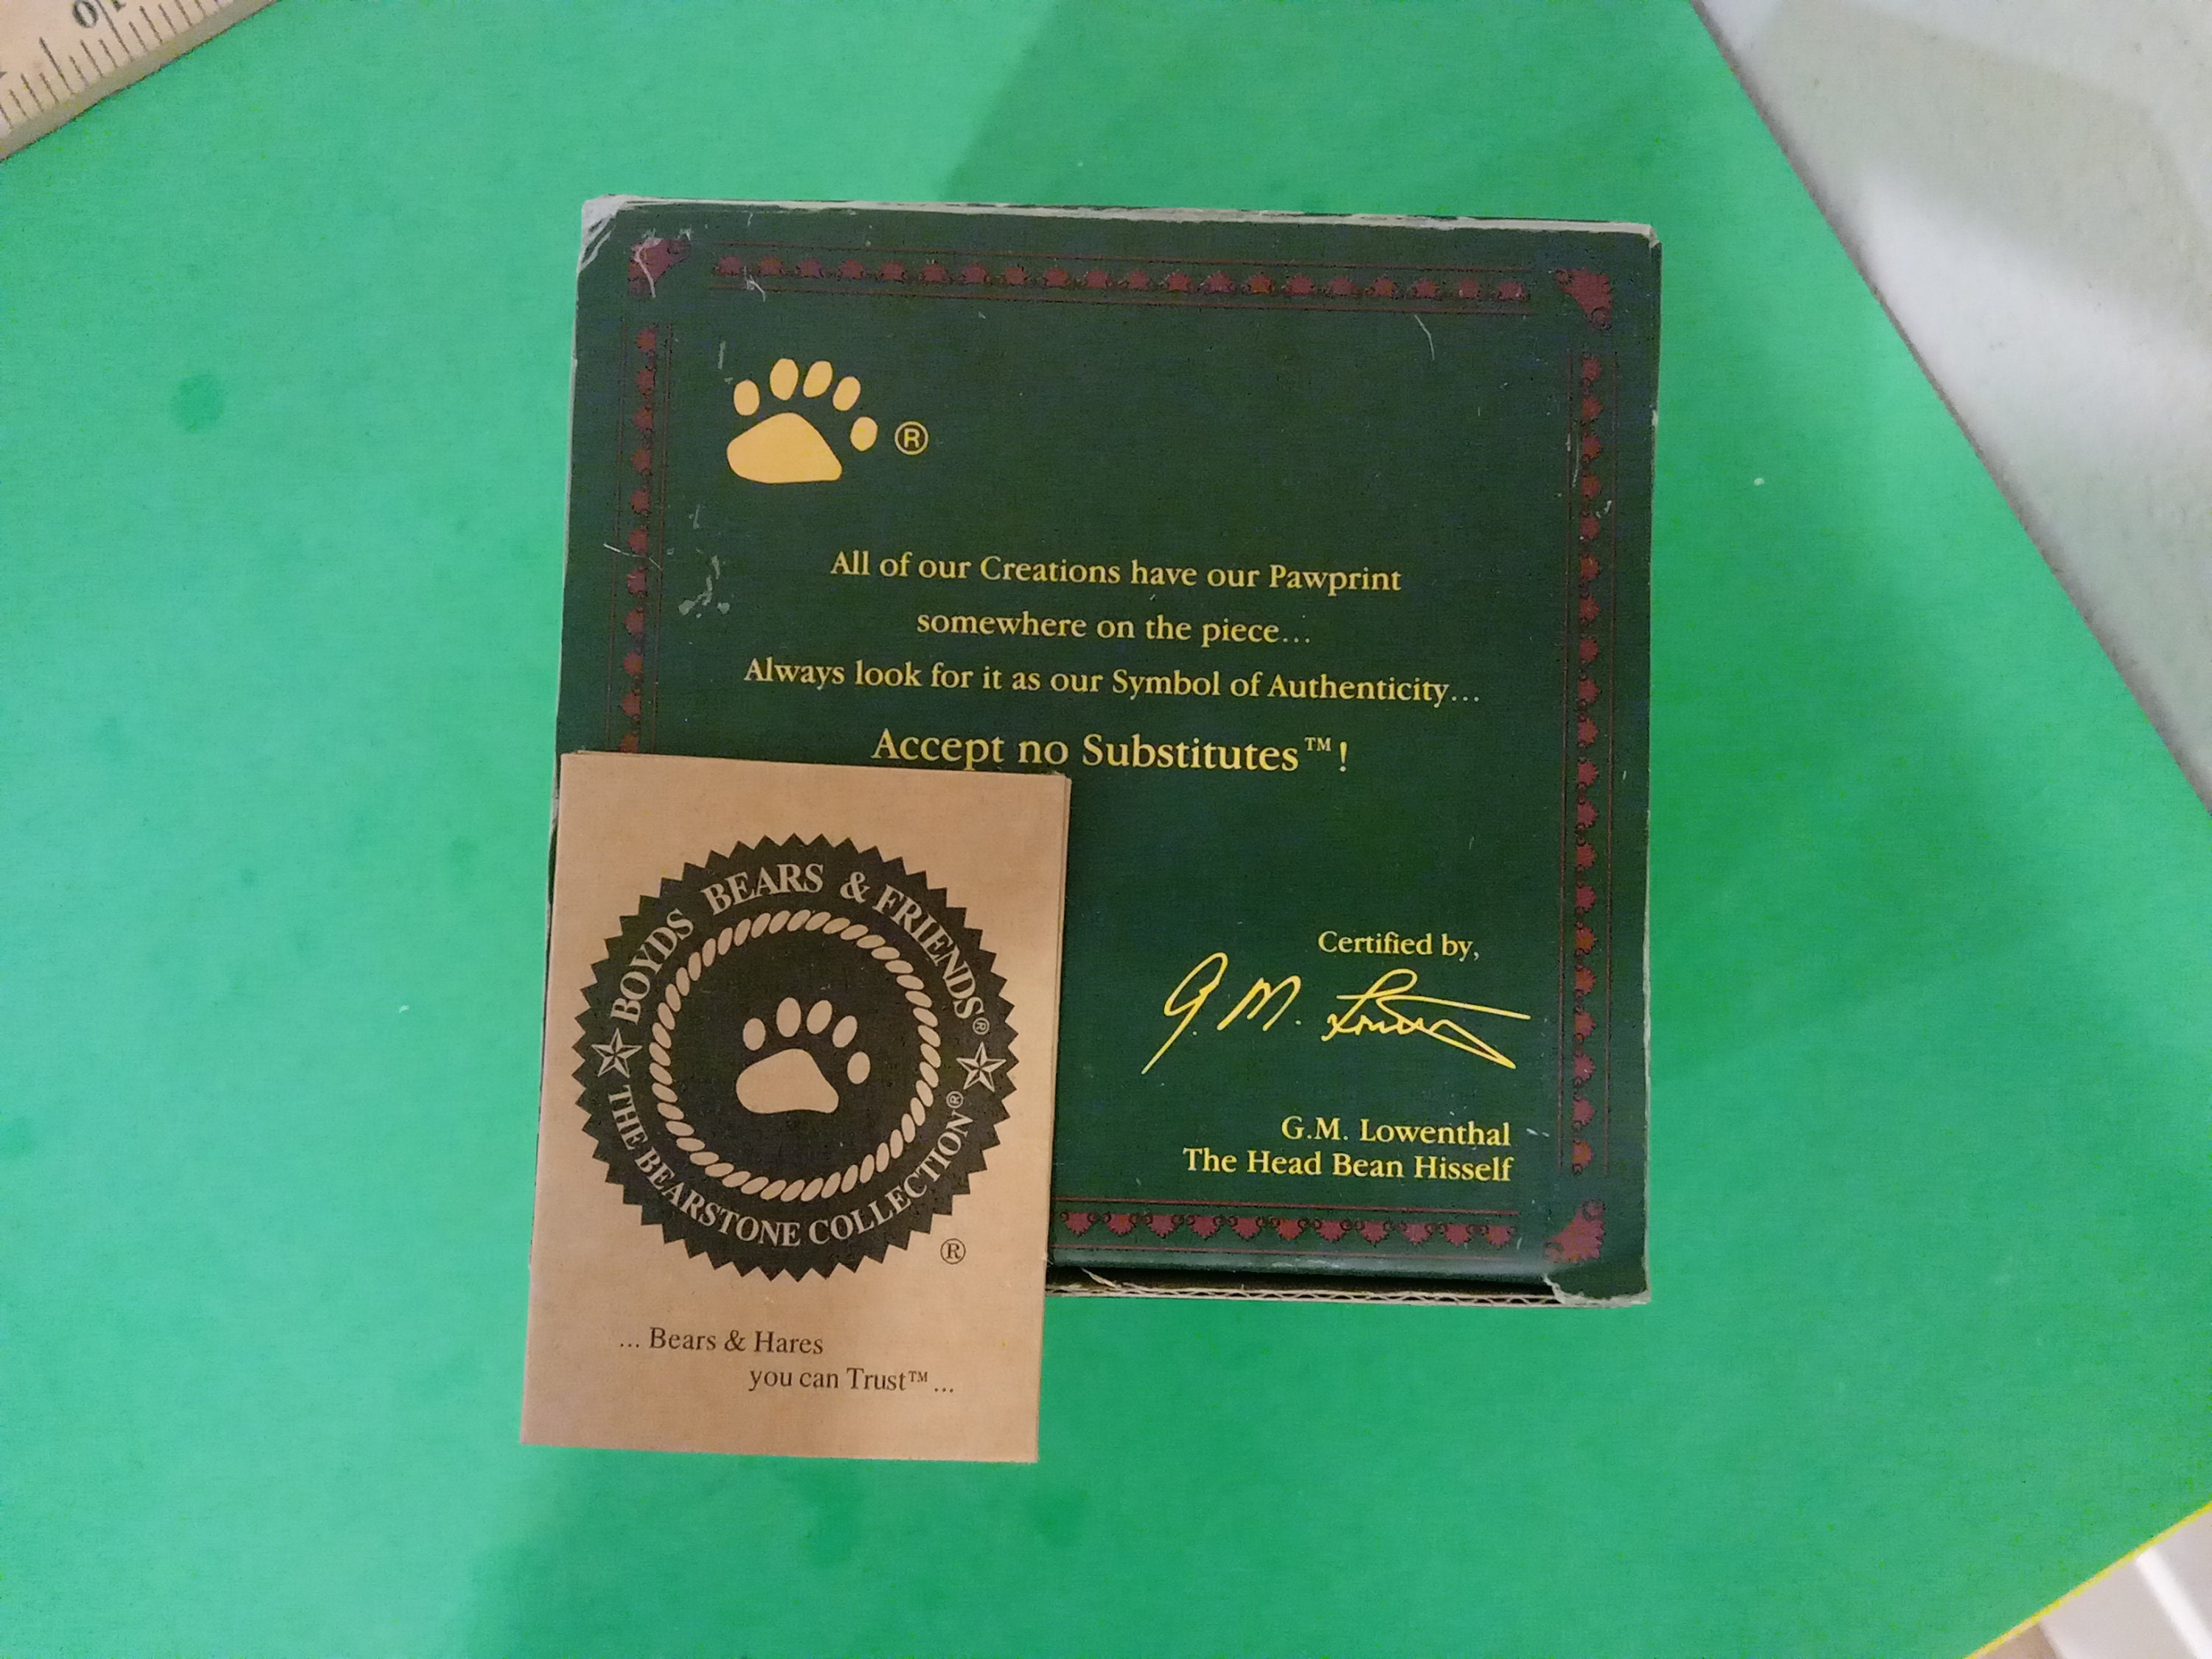 ®
All of our Creations have our Pawprint
somewhere on the piece...
Always look for it as our Symbol of Authenticity...
Accept no Substitutes™!
Certified by,
G.M. Lowenthal
The Head Bean Hisself
BOYDS BEARS & FRIENDS®
THE BEARSTONE COLLECTION®
®
... Bears & Hares
you can Trust™ ...